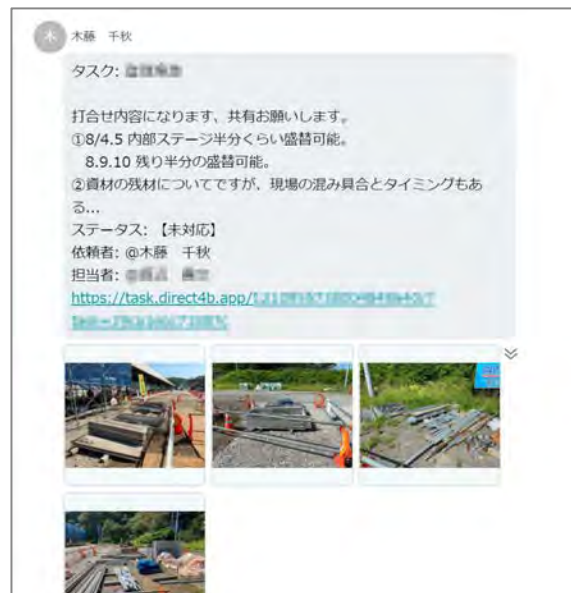 木
木藤 千秋
タスク:
打合せ内容になります、共有お願いします。
①8/4.5 内部ステージ半分くらい盛替可能。
8.9.10 残り半分の盛替可能。
②資材の残材についてですが、現場の混み具合とタイミングもあ
る...
ステータス: 【未対応】
依頼者: @木藤 千秋
担当者:
https://task.direct4b.app/